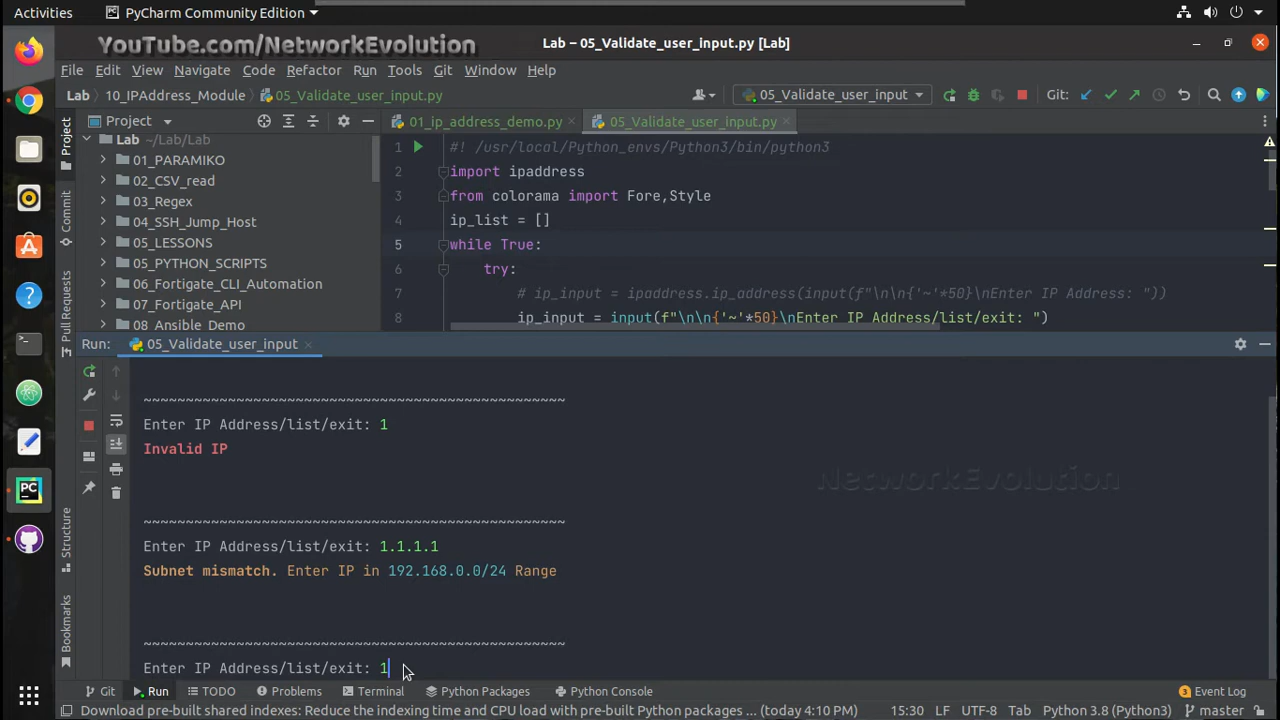 Activities PyCharm Community Edition
YouTube.com/NetworkEvolution
Lab – 05_Validate_user_input.py [Lab]
File Edit View Navigate Code Refactor Run Tools Git Window Help
Lab 10_IPAddress_Module 05_Validate_user_input.py 05_Validate_user_input Git:
Project 01_ip_address_demo.py 05_Validate_user_input.py
Lab ~/Lab/Lab
01_PARAMIKO
02_CSV_read
03_Regex
04_SSH_Jump_Host
05_LESSONS
05_PYTHON_SCRIPTS
06_Fortigate_CLI_Automation
07_Fortigate_API
08 Ansible Demo
1 #! /usr/local/Python_envs/Python3/bin/python3
2 import ipaddress
3 from colorama import Fore,Style
4 ip_list = []
5 while True:
6 try:
7 # ip_input = ipaddress.ip_address(input(f"\n\n{'~'*50}\nEnter IP Address: "))
8 ip_input = input(f"\n\n{'~'*50}\nEnter IP Address/list/exit: ")
Project
Commit
Pull Requests
Structure
Bookmarks
Run: 05_Validate_user_input
~~~~~~~~~~~~~~~~~~~~~~~~~~~~~~~~~~~~~~~~~~~~~~~~~~
Enter IP Address/list/exit: 1
Invalid IP
~~~~~~~~~~~~~~~~~~~~~~~~~~~~~~~~~~~~~~~~~~~~~~~~~~
Enter IP Address/list/exit: 1.1.1.1
Subnet mismatch. Enter IP in 192.168.0.0/24 Range
~~~~~~~~~~~~~~~~~~~~~~~~~~~~~~~~~~~~~~~~~~~~~~~~~~
Enter IP Address/list/exit: 1
NetworkEvolution
Git Run TODO Problems Terminal Python Packages Python Console 3 Event Log
Download pre-built shared indexes: Reduce the indexing time and CPU load with pre-built Python packages ... (today 4:10 PM) 15:30 LF UTF-8 Tab Python 3.8 (Python3) master